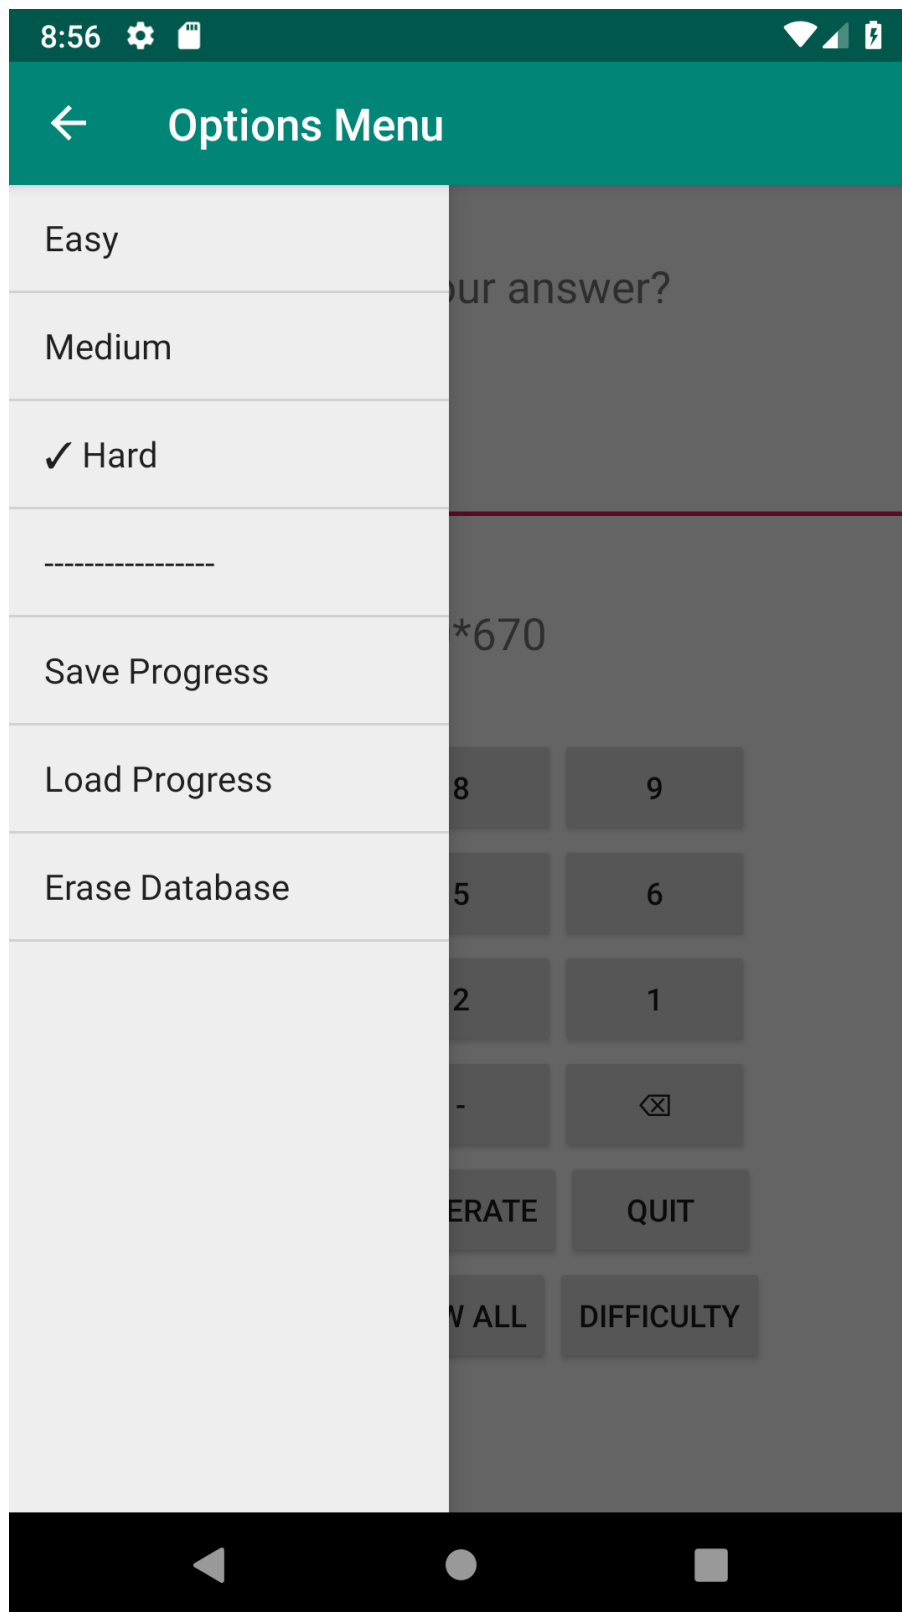 8:56
Options Menu
Easy
our answer?
Medium
✓ Hard
-----------------
*670
Save Progress
Load Progress
8 9
Erase Database
5 6
2 1
-
ERATE QUIT
W ALL DIFFICULTY